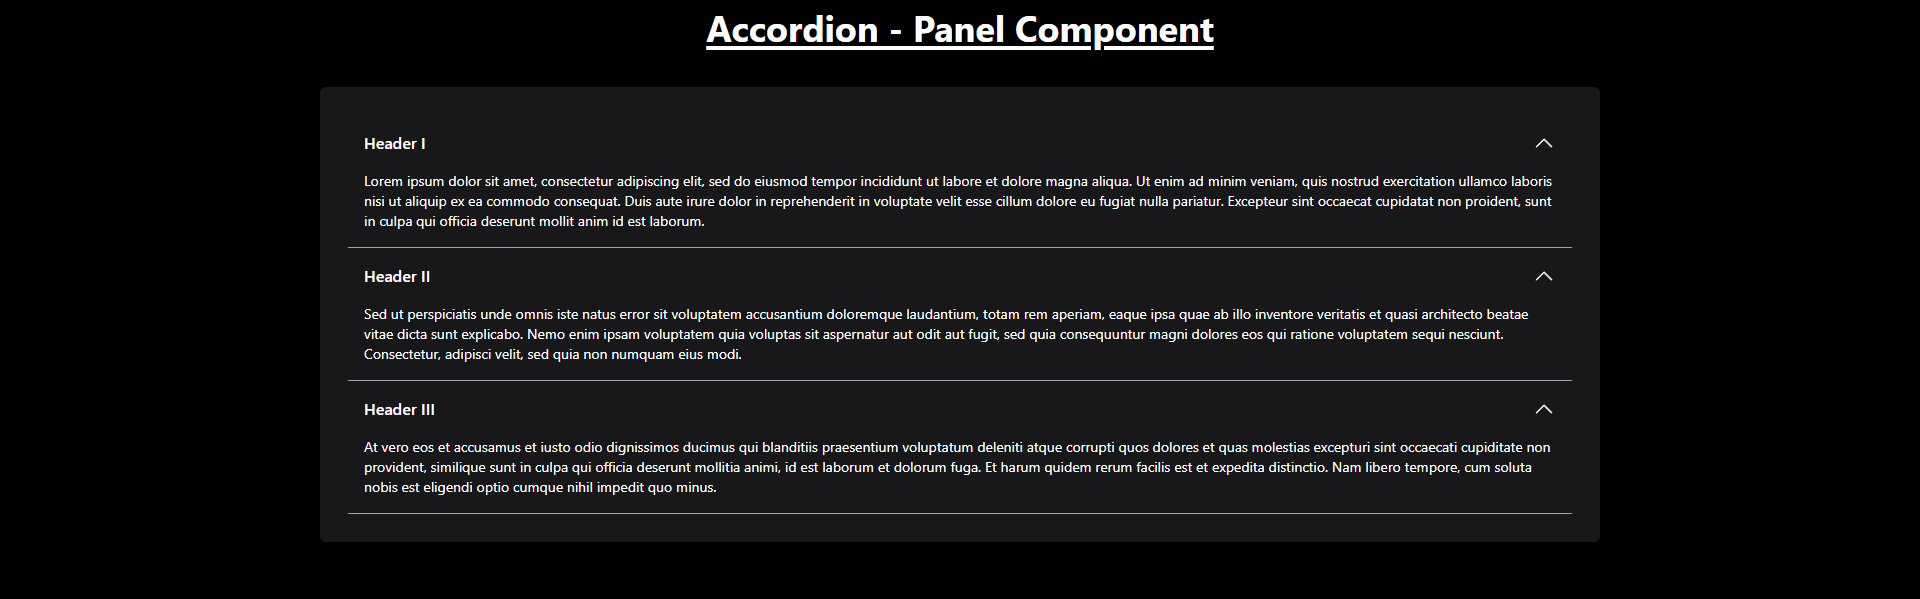 Accordion - Panel Component
Header I
Lorem ipsum dolor sit amet, consectetur adipiscing elit, sed do eiusmod tempor incididunt ut labore et dolore magna aliqua. Ut enim ad minim veniam, quis nostrud exercitation ullamco laboris
nisi ut aliquip ex ea commodo consequat. Duis aute irure dolor in reprehenderit in voluptate velit esse cillum dolore eu fugiat nulla pariatur. Excepteur sint occaecat cupidatat non proident, sunt
in culpa qui officia deserunt mollit anim id est laborum.
Header II
Sed ut perspiciatis unde omnis iste natus error sit voluptatem accusantium doloremque laudantium, totam rem aperiam, eaque ipsa quae ab illo inventore veritatis et quasi architecto beatae
vitae dicta sunt explicabo. Nemo enim ipsam voluptatem quia voluptas sit aspernatur aut odit aut fugit, sed quia consequuntur magni dolores eos qui ratione voluptatem sequi nesciunt.
Consectetur, adipisci velit, sed quia non numquam eius modi.
Header III
At vero eos et accusamus et iusto odio dignissimos ducimus qui blanditiis praesentium voluptatum deleniti atque corrupti quos dolores et quas molestias excepturi sint occaecati cupiditate non
provident, similique sunt in culpa qui officia deserunt mollitia animi, id est laborum et dolorum fuga. Et harum quidem rerum facilis est et expedita distinctio. Nam libero tempore, cum soluta
nobis est eligendi optio cumque nihil impedit quo minus.